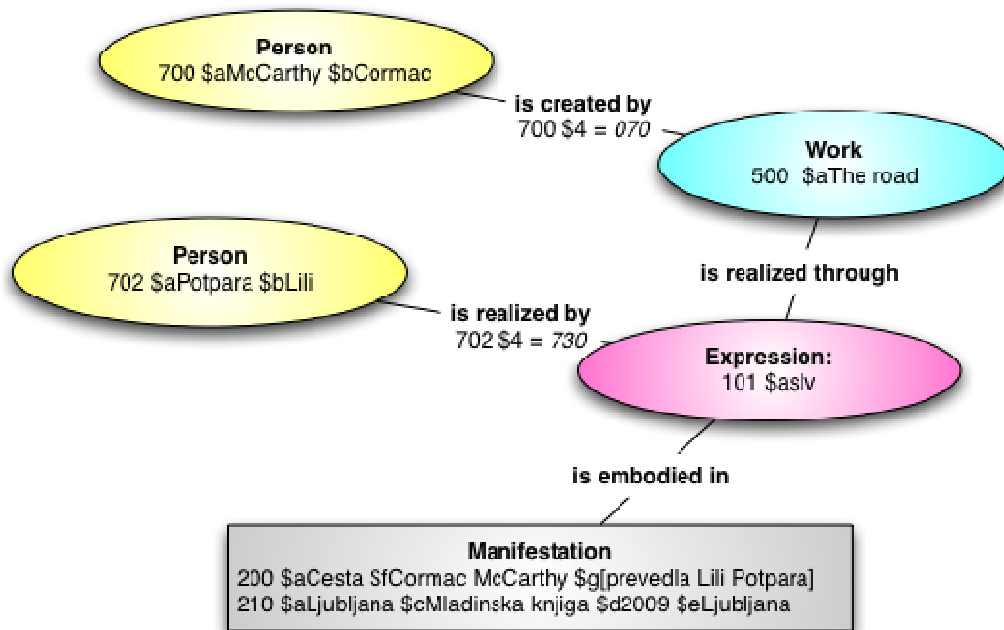 Person
700 $aMcCarthy $bCormac
is created by
700 $4 = 070
Work
500 $aThe road
Person
702 $aPotpara $bLili
is realized through
is realized by
702 $4 = 730
Expression:
101 $aslv
is embodied in
Manifestation
200 $aCesta $fCormac McCarthy $g[prevedla Lili Potpara]
210 $aLjubljana $cMladinska knjiga $d2009 $eLjubljana